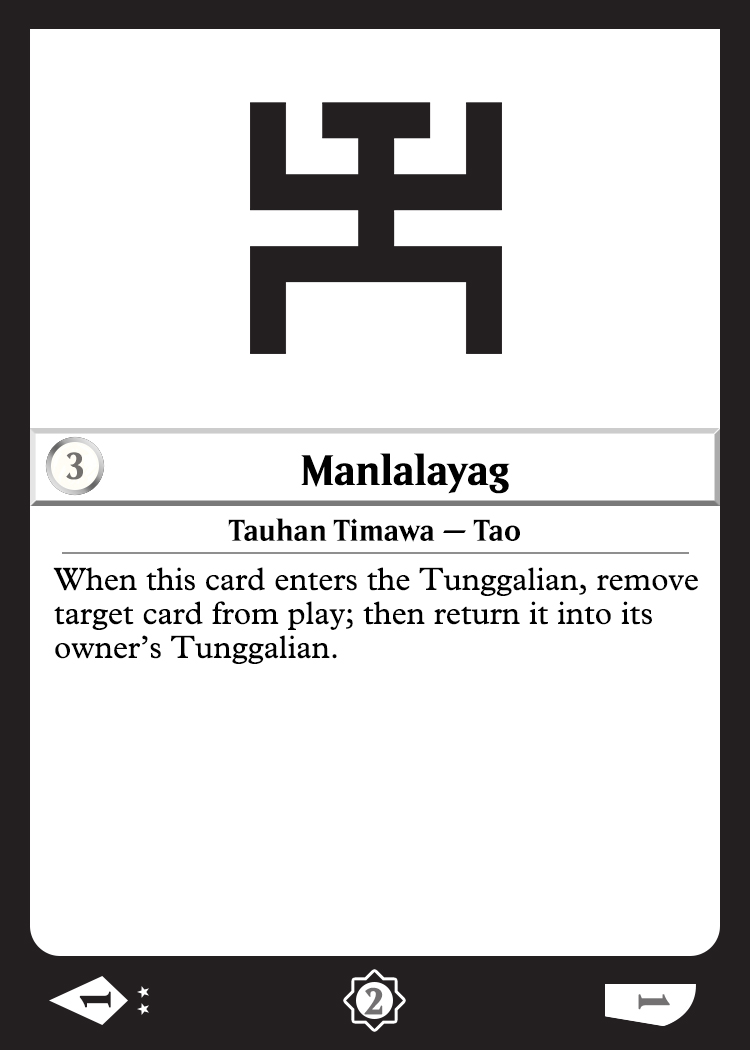 3
Manlalayag
Tauhan Timawa — Tao
When this card enters the Tunggalian, remove
target card from play; then return it into its
owner’s Tunggalian.
1
2
1